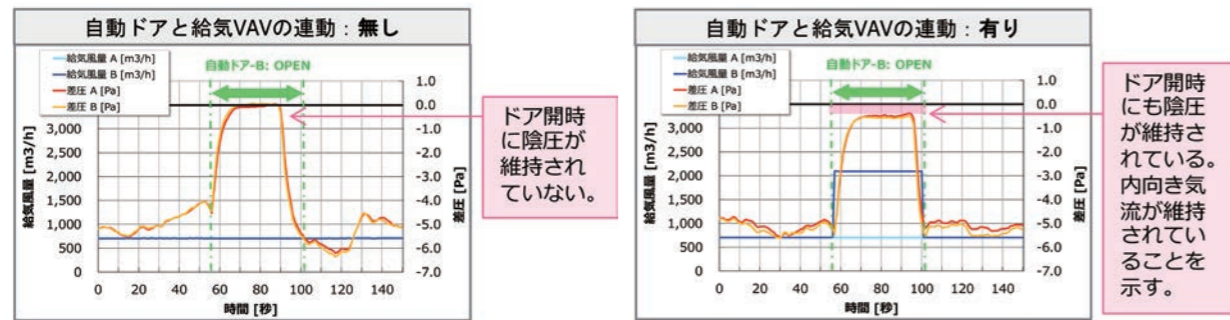 自動ドアと給気VAVの連動：無し
給気風量 A [m3/h]
給気風量 B [m3/h]
差圧 A [Pa]
差圧 B [Pa]
自動ドア-B: OPEN
給気風量 [m3/h]
3,000
2,500
2,000
1,500
1,000
500
0
1.0
0.0
-1.0
-2.0
-3.0
-4.0
-5.0
-6.0
-7.0
差圧 [Pa]
0 20 40 60 80 100 120 140
時間 [秒]
ドア開時
に陰圧が
維持され
ていない。
自動ドアと給気VAVの連動：有り
給気風量 A [m3/h]
給気風量 B [m3/h]
差圧 A [Pa]
差圧 B [Pa]
自動ドア-B: OPEN
給気風量 [m3/h]
3,000
2,500
2,000
1,500
1,000
500
0
1.0
0.0
-1.0
-2.0
-3.0
-4.0
-5.0
-6.0
-7.0
差圧 [Pa]
0 20 40 60 80 100 120 140
時間 [秒]
ドア開時
にも陰圧
が維持さ
れている。
内向き気
流が維持
されてい
ることを
示す。